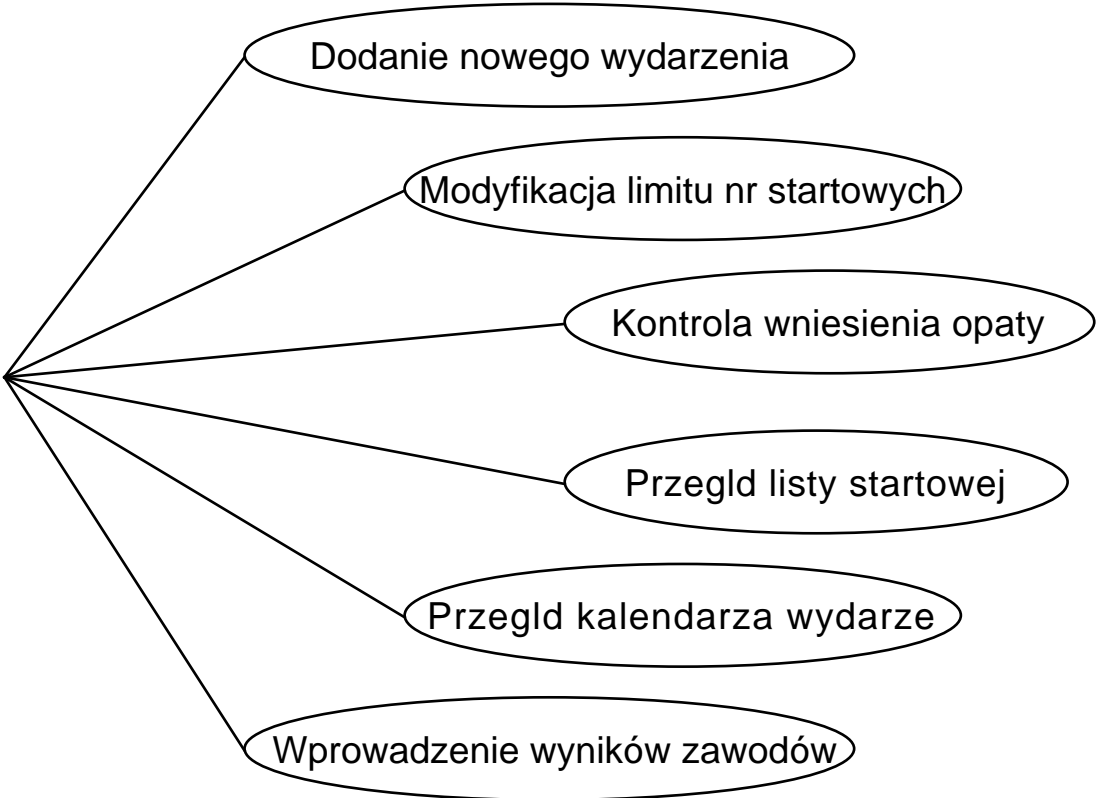 Dodanie nowego wydarzenia
Modyfikacja limitu nr startowych
Kontrola wniesienia opaty
Przegld listy startowej
Przegld kalendarza wydarze
Wprowadzenie wyników zawodów